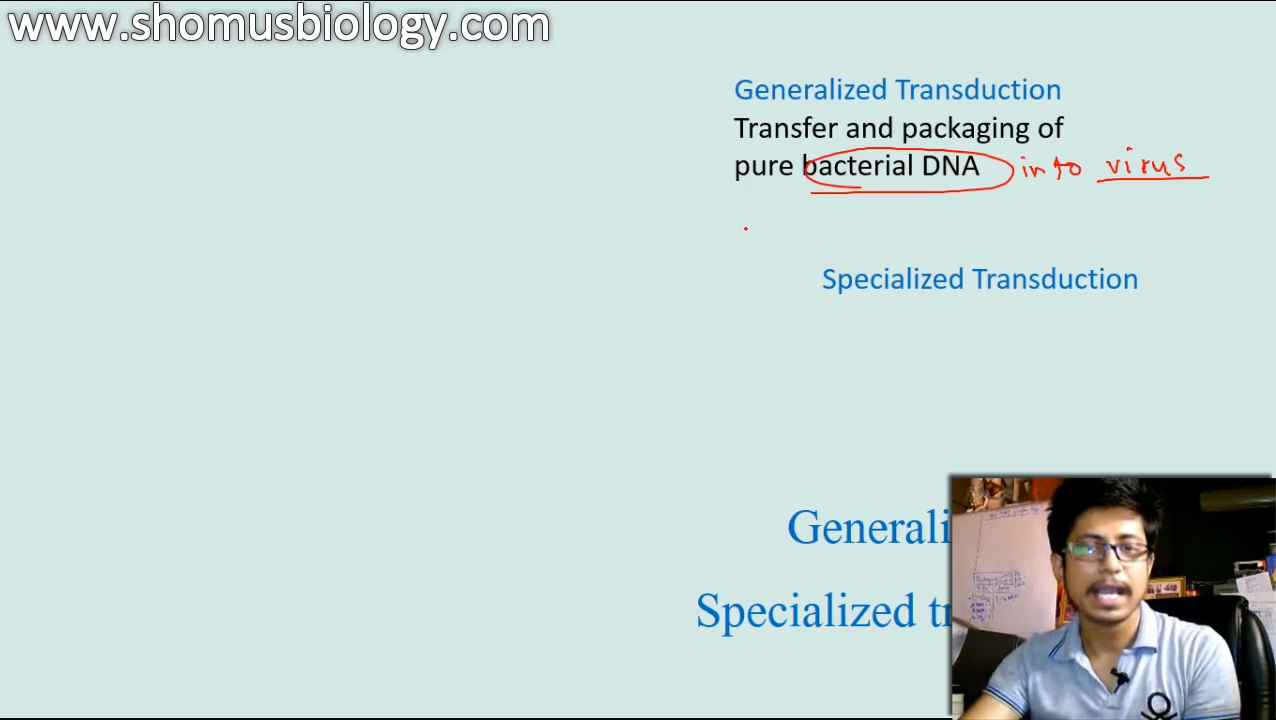 www.shomusbiology.com
Generalized Transduction
Transfer and packaging of
pure bacterial DNA into virus
Specialized Transduction
Generali
Specialized tr